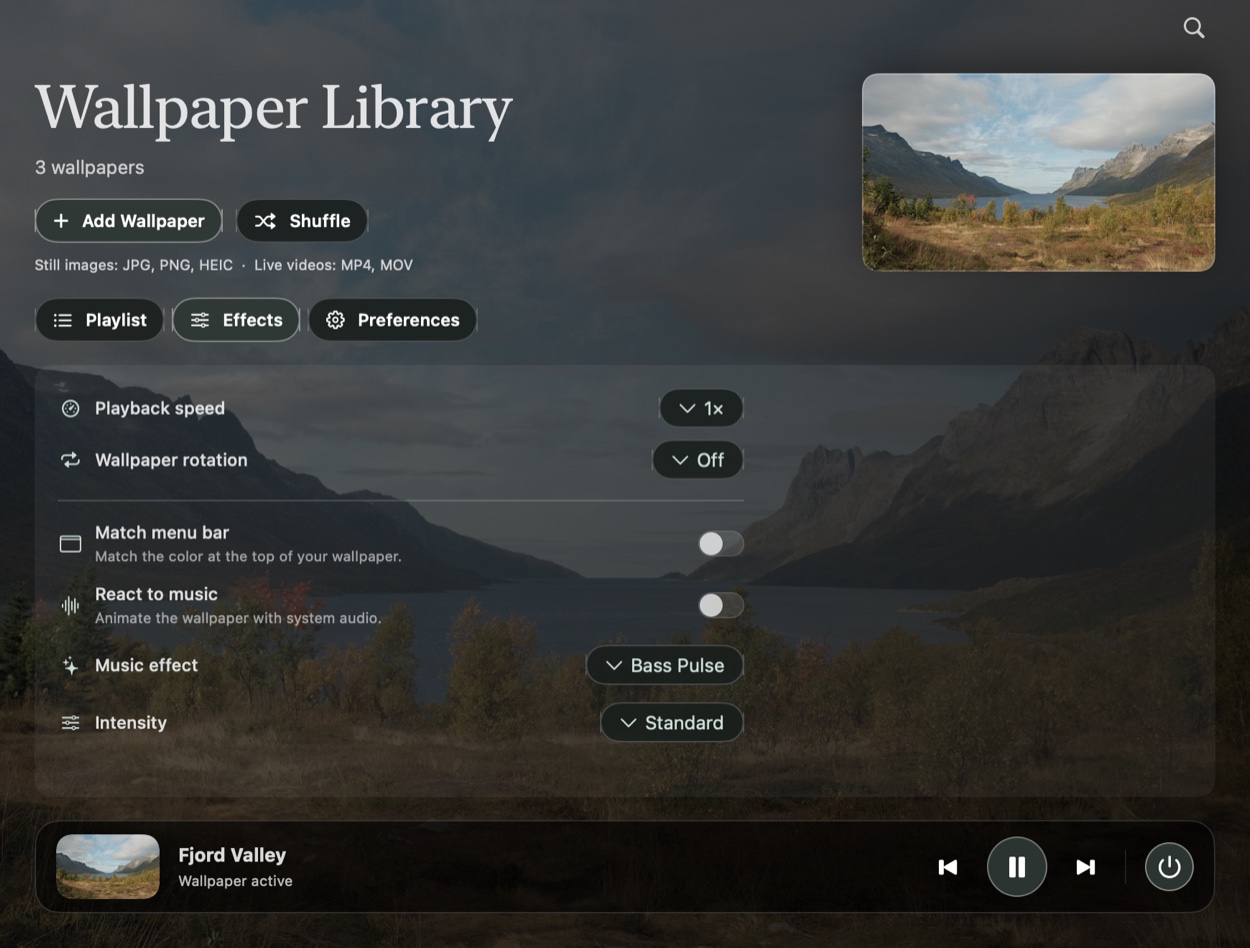 Wallpaper Library
3 wallpapers
Add Wallpaper
Shuffle
Still images: JPG, PNG, HEIC · Live videos: MP4, MOV
Playlist
Effects
Preferences
Playback speed
1×
Wallpaper rotation
Off
Match menu bar
Match the color at the top of your wallpaper.
React to music
Animate the wallpaper with system audio.
Music effect
Bass Pulse
Intensity
Standard
Fjord Valley
Wallpaper active